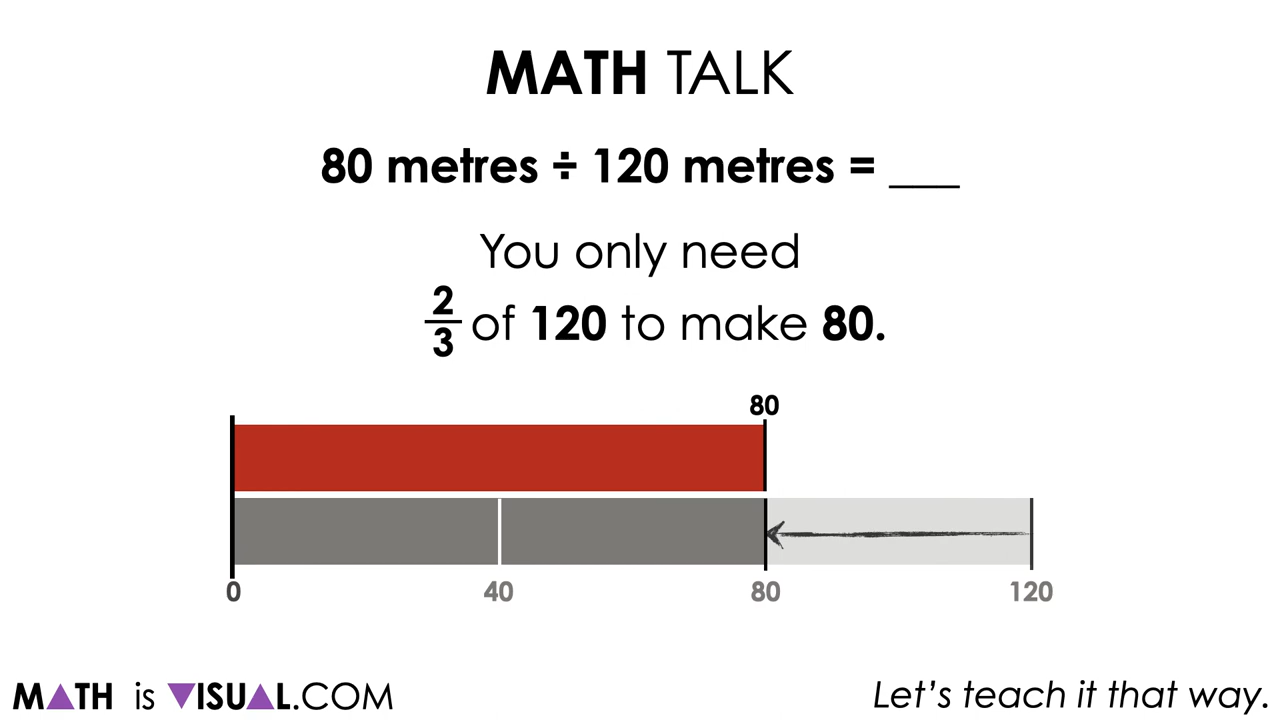 MATH TALK
80 metres ÷ 120 metres = ___
You only need
2/3 of 120 to make 80.
80
0 40 80 120
MATH is VISUAL.COM
Let's teach it that way.